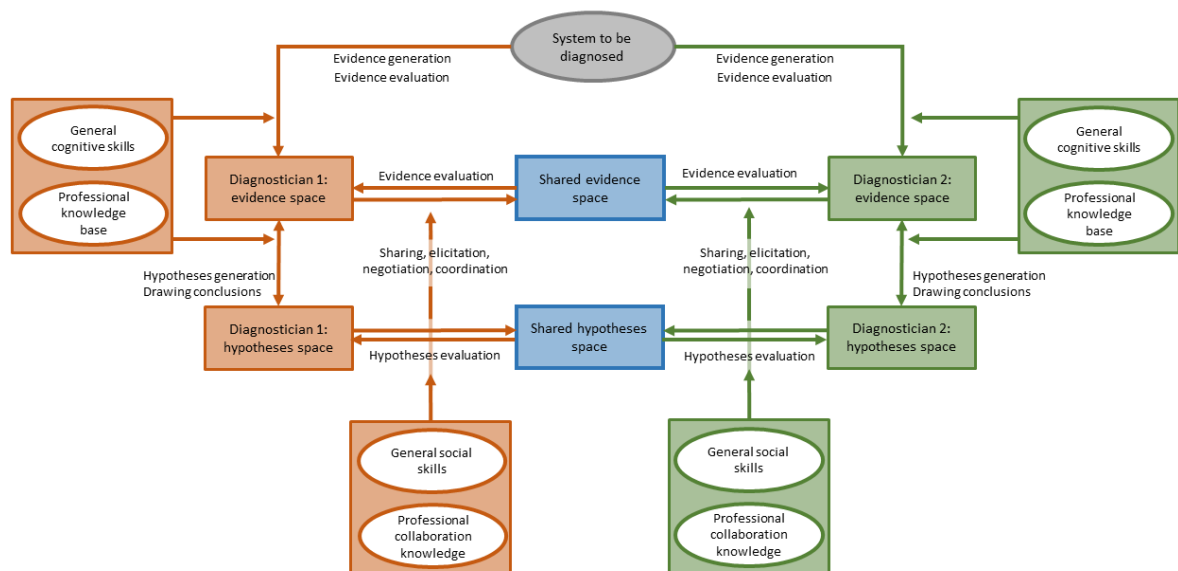 System to be
diagnosed
Evidence generation
Evidence evaluation
Evidence generation
Evidence evaluation
General
cognitive skills
Professional
knowledge
base
General
cognitive skills
Professional
knowledge
base
Diagnostician 1:
evidence space
Evidence evaluation
Shared evidence
space
Evidence evaluation
Diagnostician 2:
evidence space
Sharing, elicitation,
negotiation, coordination
Sharing, elicitation,
negotiation, coordination
Hypotheses generation
Drawing conclusions
Hypotheses generation
Drawing conclusions
Diagnostician 1:
hypotheses space
Hypotheses evaluation
Shared hypotheses
space
Hypotheses evaluation
Diagnostician 2:
hypotheses space
General social
skills
Professional
collaboration
knowledge
General social
skills
Professional
collaboration
knowledge